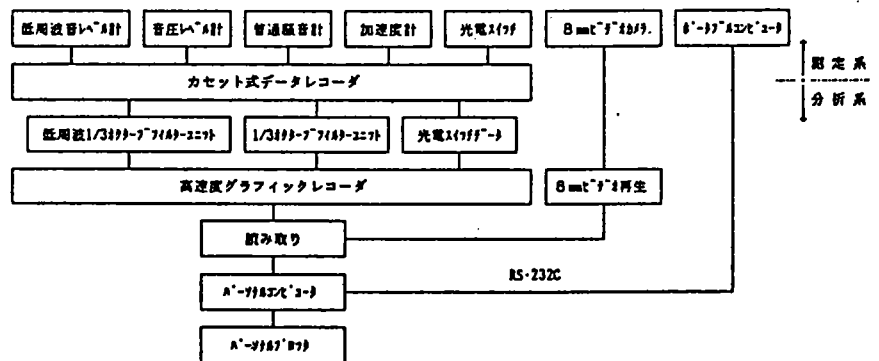 低周波音ﾚﾍﾞﾙ計
音圧ﾚﾍﾞﾙ計
普通騒音計
加速度計
光電ｽｲｯﾁ
8mmﾋﾞﾃﾞｵｶﾒﾗ.
ﾎﾟｰﾀﾌﾞﾙｺﾝﾋﾟｭｰﾀ
測定系
分析系
カセット式データレコーダ
低周波1/3ｵｸﾀｰﾌﾞﾌｨﾙﾀｰﾕﾆｯﾄ
1/3ｵｸﾀｰﾌﾞﾌｨﾙﾀｰﾕﾆｯﾄ
光電ｽｲｯﾁﾃﾞｰﾀ
高速度グラフィックレコーダ
8mmﾋﾞﾃﾞｵ再生
読み取り
RS-232C
ﾊﾟｰｿﾅﾙｺﾝﾋﾟｭｰﾀ
ﾊﾟｰｿﾅﾙﾌﾟﾛｯﾀ